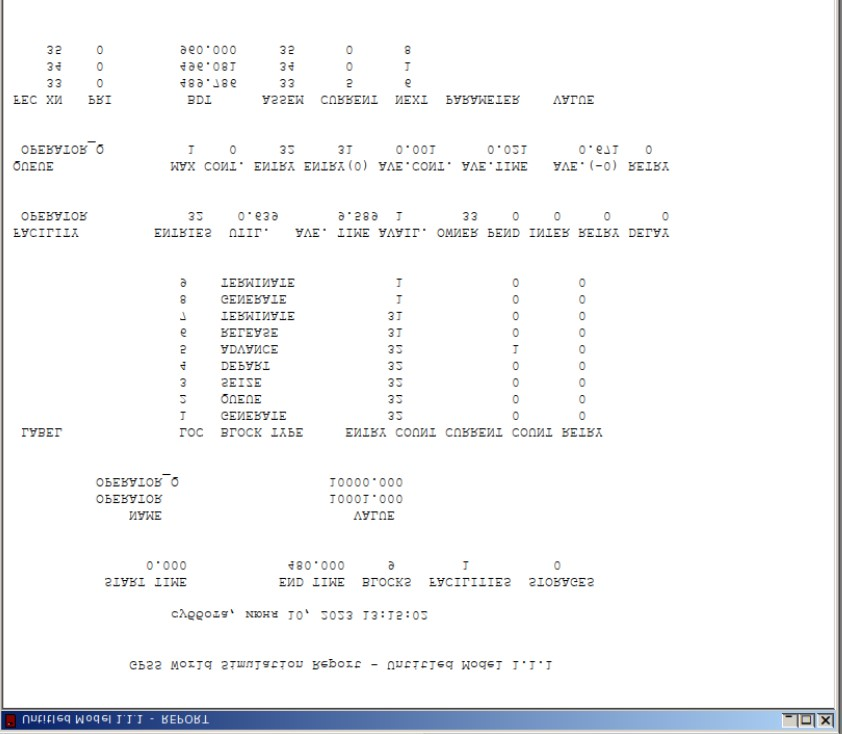 Untitled Model 1.1.1 - REPORT
GPSS World Simulation Report - Untitled Model 1.1.1
суббота, июня 10, 2023 13:15:02
START TIME END TIME BLOCKS FACILITIES STORAGES
0.000 480.000 9 1 0
NAME VALUE
OPERATOR 10001.000
OPERATOR_Q 10000.000
LABEL LOC BLOCK TYPE ENTRY COUNT CURRENT COUNT RETRY
1 GENERATE 32 0 0
2 QUEUE 32 0 0
3 SEIZE 32 0 0
4 DEPART 32 0 0
5 ADVANCE 32 1 0
6 RELEASE 31 0 0
7 TERMINATE 31 0 0
8 GENERATE 1 0 0
9 TERMINATE 1 0 0
FACILITY ENTRIES UTIL. AVE. TIME AVAIL. OWNER PEND INTER RETRY DELAY
OPERATOR 32 0.639 9.589 1 33 0 0 0 0
QUEUE MAX CONT. ENTRY ENTRY(0) AVE.CONT. AVE.TIME AVE.(-0) RETRY
OPERATOR_Q 1 0 32 31 0.001 0.021 0.671 0
FEC XN PRI BDT ASSEM CURRENT NEXT PARAMETER VALUE
33 0 489.786 33 5 6
34 0 496.081 34 0 1
35 0 960.000 35 0 8